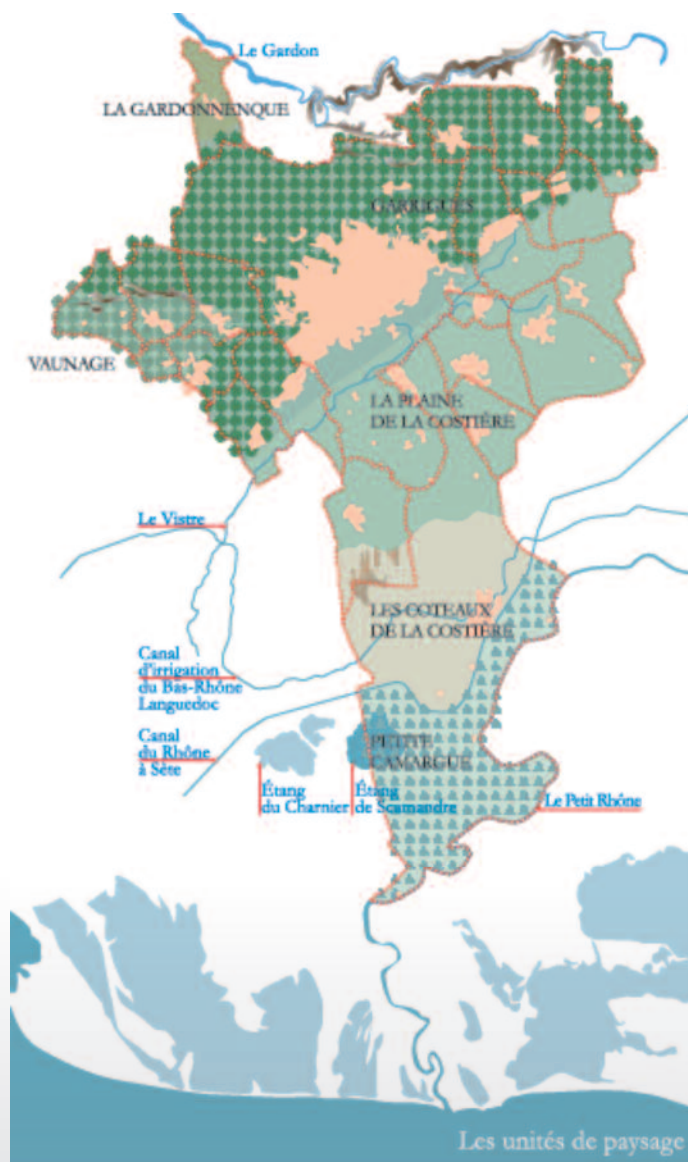 Le Gardon
LA GARDONNENQUE
GARRIGUES
VAUNAGE
LA PLAINE
DE LA COSTIÈRE
Le Vistre
LES COTEAUX
DE LA COSTIÈRE
Canal
d'irrigation
du Bas-Rhône
Languedoc
Canal
du Rhône
à Sète
PETITE
CAMARGUE
Étang
du Charnier
Étang
de Scamandre
Le Petit Rhône
Les unités de paysage